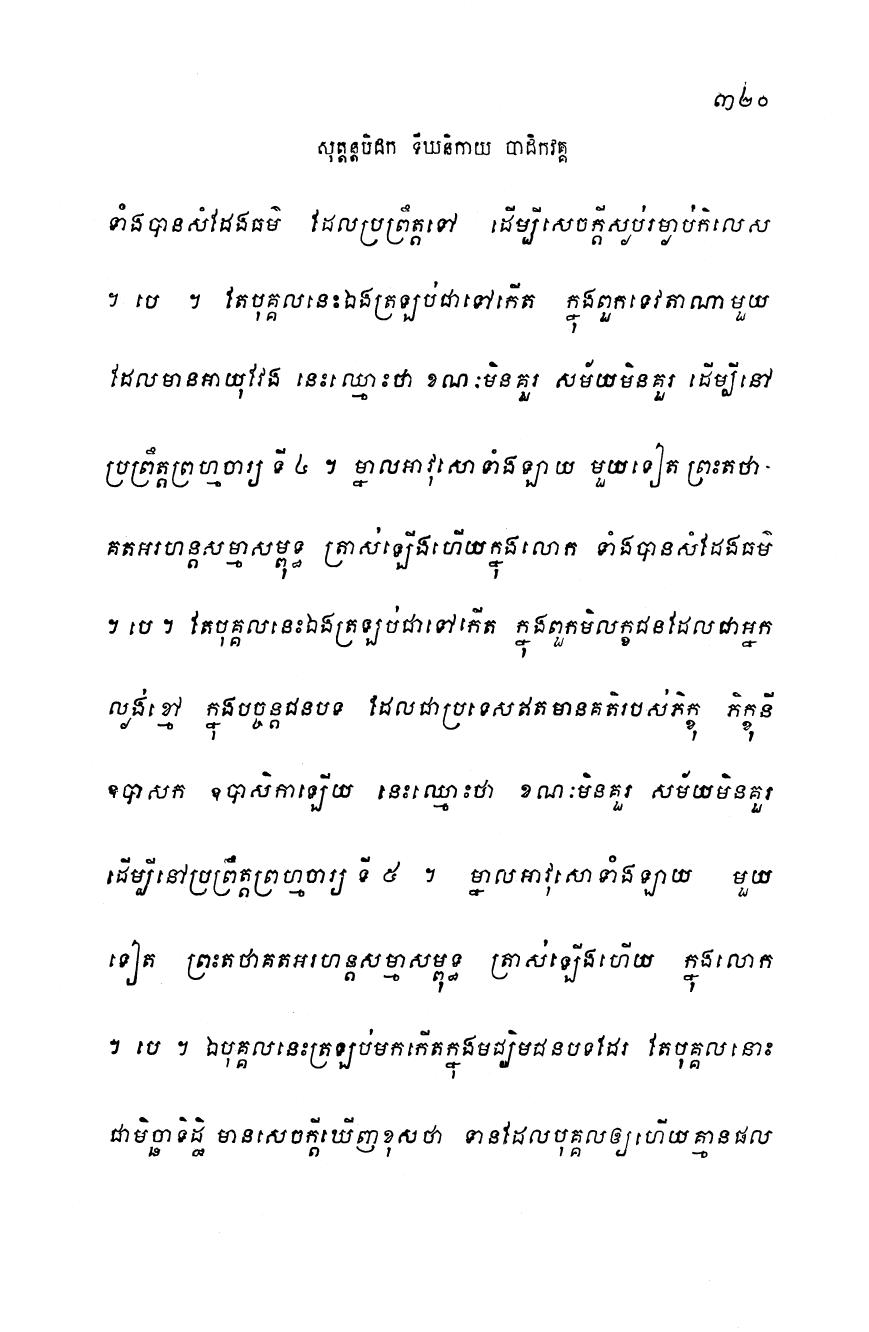 ៣២០
សុត្តន្តបិដក ទីឃនិកាយ បាដិកវគ្គ
ទាំងបានសំដែងធម៌ ដែលប្រព្រឹត្តទៅ ដើម្បីសេចក្តីស្ងប់រម្ងាប់កិលេស
។ បេ ។ តែបុគ្គលនេះឯងត្រឡប់ជាទៅកើត ក្នុងពួកទេវតាណាមួយ
ដែលមានអាយុវែង នេះឈ្មោះថា ខណៈមិនគួរ សម័យមិនគួរ ដើម្បីនៅ
ប្រព្រឹត្តព្រហ្មចារ្យ ទី ៤ ។ ម្នាលអាវុសោទាំងឡាយ មួយទៀត ព្រះតថា-
គតអរហន្តសម្មាសម្ពុទ្ធ ត្រាស់ឡើងហើយក្នុងលោក ទាំងបានសំដែងធម៌
។ បេ ។ តែបុគ្គលនេះឯងត្រឡប់ជាទៅកើត ក្នុងពួកមិលក្ខជនដែលជាអ្នក
ល្ងង់ខ្មៅ ក្នុងបច្ចន្តជនបទ ដែលជាប្រទេសឥតមានគតិរបស់ភិក្ខុ ភិក្ខុនី
ឧបាសក ឧបាសិកាឡើយ នេះឈ្មោះថា ខណៈមិនគួរ សម័យមិនគួរ
ដើម្បីនៅប្រព្រឹត្តព្រហ្មចារ្យ ទី ៥ ។ ម្នាលអាវុសោទាំងឡាយ មួយ
ទៀត ព្រះតថាគតអរហន្តសម្មាសម្ពុទ្ធ ត្រាស់ឡើងហើយ ក្នុងលោក
។ បេ ។ ឯបុគ្គលនេះត្រឡប់មកកើតក្នុងមជ្ឈិមជនបទដែរ តែបុគ្គលនោះ
ជាមិច្ឆាទិដ្ឋិ មានសេចក្តីឃើញខុសថា ទានដែលបុគ្គលឲ្យហើយគ្មានផល